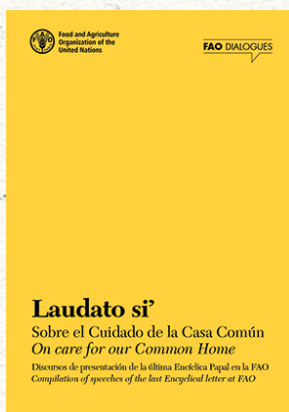 Food and Agriculture
Organization of the
United Nations
FAO DIALOGUES
Laudato si’
Sobre el Cuidado de la Casa Común
On care for our Common Home
Discursos de presentación de la última Encíclica Papal en la FAO
Compilation of speeches of the last Encyclical letter at FAO